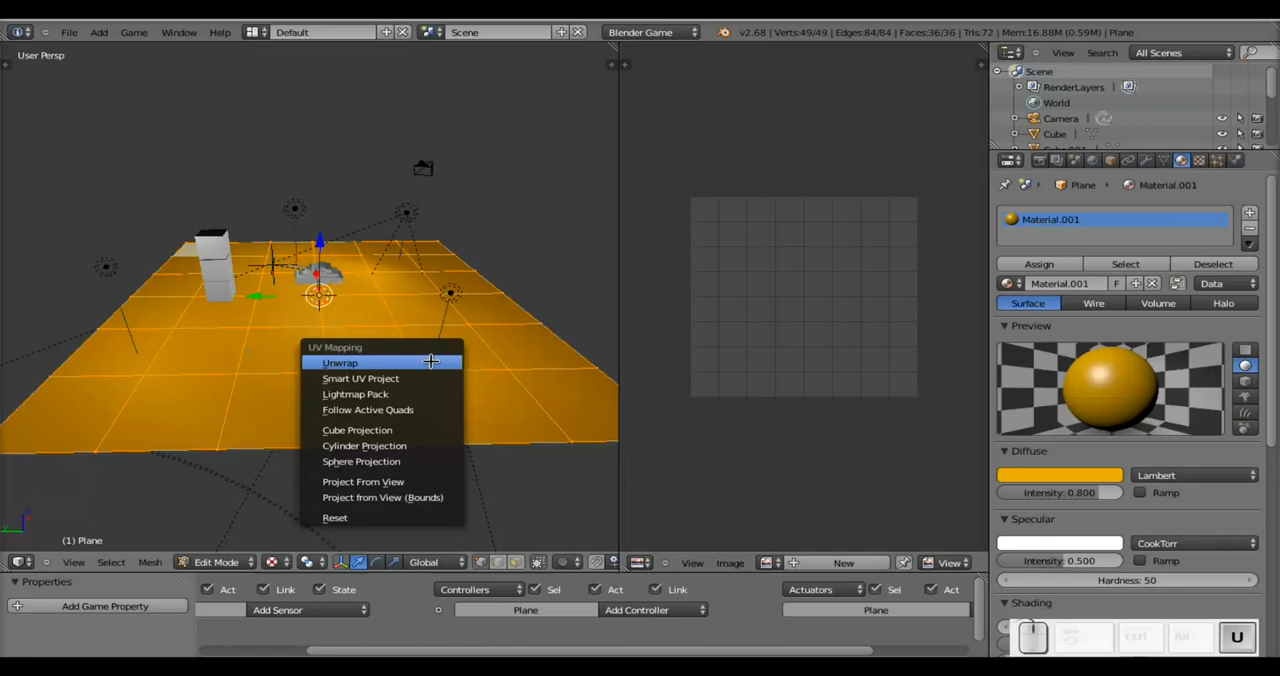 File Add Game Window Help Default Scene Blender Game v2.68 | Verts:49/49 | Edges:84/84 | Faces:36/36 | Tris:72 | Mem:16.88M (0.59M) | Plane
User Persp
View Search All Scenes
Scene
RenderLayers
World
Camera
Cube
Plane Material.001
Material.001
Assign Select Deselect
Material.001 F Data
Surface Wire Volume Halo
Preview
UV Mapping
Unwrap
Smart UV Project
Lightmap Pack
Follow Active Quads
Cube Projection
Cylinder Projection
Sphere Projection
Project From View
Project from View (Bounds)
Reset
Diffuse
Lambert
Intensity: 0.800 Ramp
Specular
CookTorr
Intensity: 0.500 Ramp
Hardness: 50
Shading
(1) Plane
View Select Mesh Edit Mode Global
View Image New View
Properties
Add Game Property
Act Link State Controllers Sel Act Link Actuators Sel Act
Add Sensor Plane Add Controller Plane
Ctrl Alt U